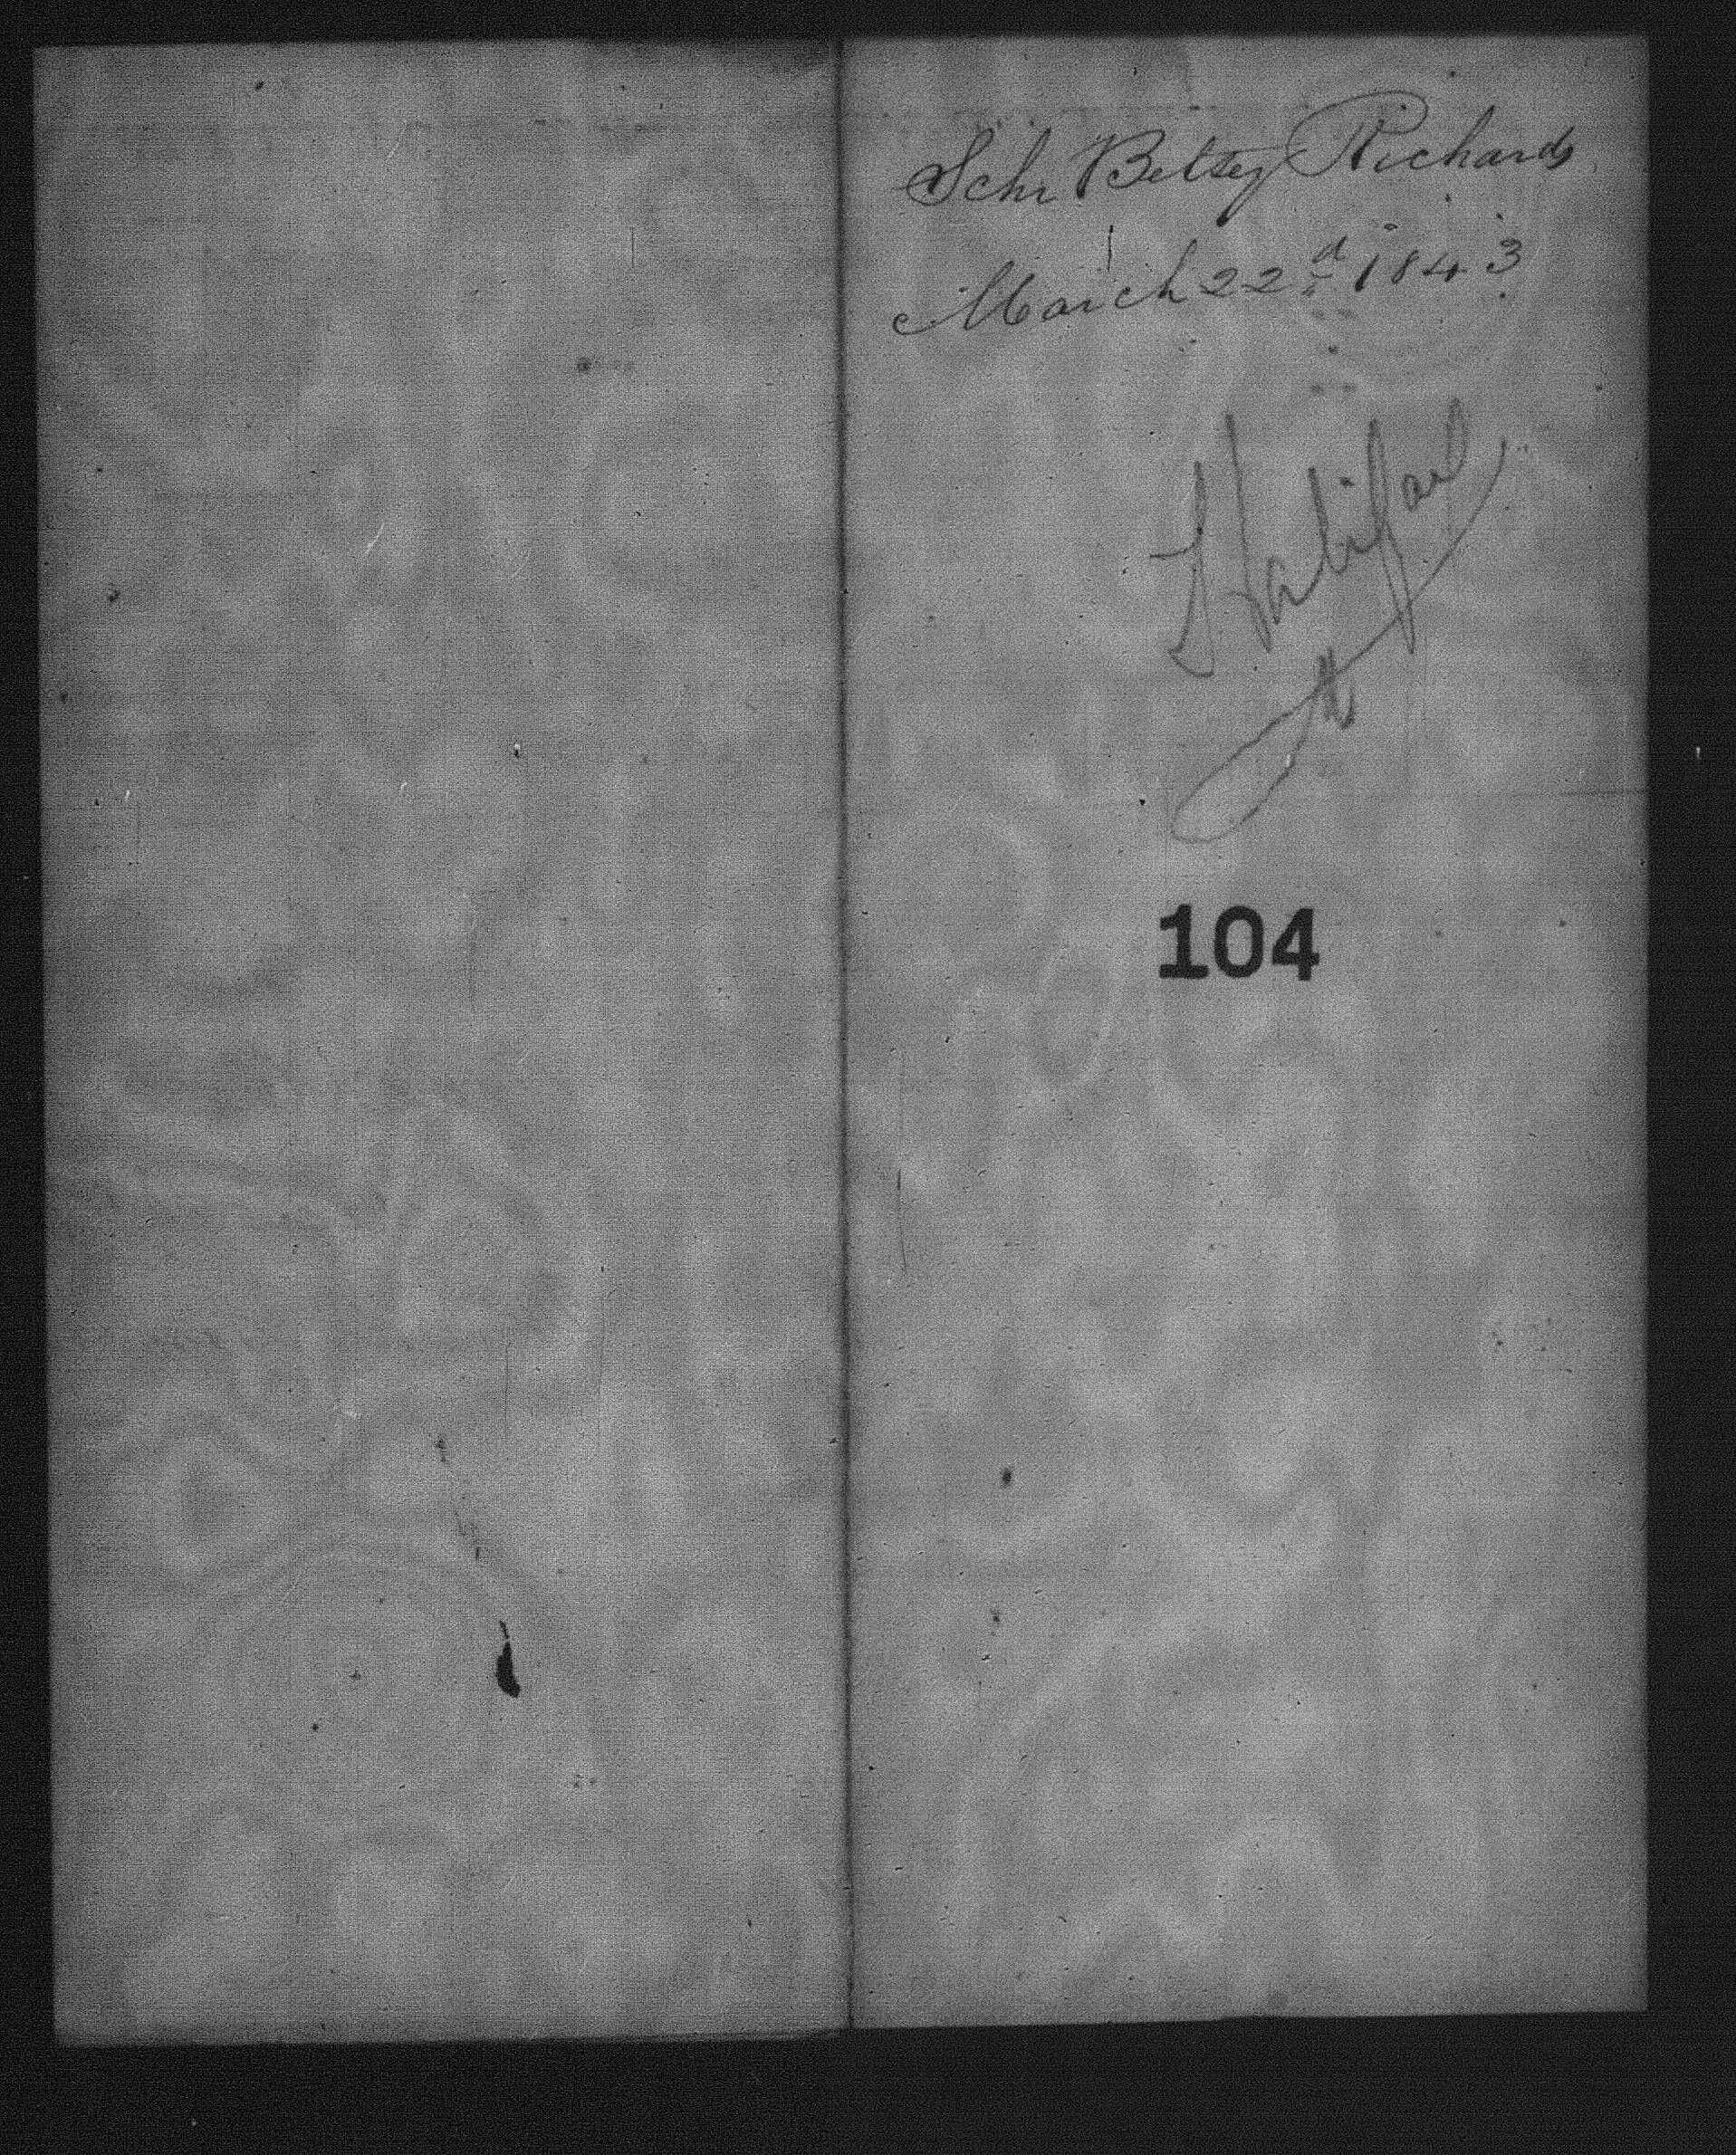 Schr Betsey Richards
March 22d 1843
Halifax
104